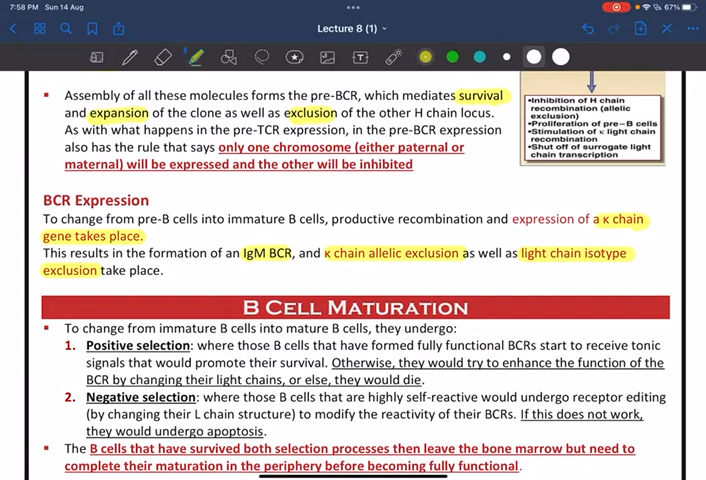 7:58 PM Sun 14 Aug
67%
Lecture 8 (1)
▪ Assembly of all these molecules forms the pre-BCR, which mediates survival
and expansion of the clone as well as exclusion of the other H chain locus.
As with what happens in the pre-TCR expression, in the pre-BCR expression
also has the rule that says only one chromosome (either paternal or
maternal) will be expressed and the other will be inhibited
•Inhibition of H chain
recombination (allelic
exclusion)
•Proliferation of pre–B cells
•Stimulation of κ light chain
recombination
•Shut off of surrogate light
chain transcription
BCR Expression
To change from pre-B cells into immature B cells, productive recombination and expression of a κ chain
gene takes place.
This results in the formation of an IgM BCR, and κ chain allelic exclusion as well as light chain isotype
exclusion take place.
B CELL MATURATION
▪ To change from immature B cells into mature B cells, they undergo:
1. Positive selection: where those B cells that have formed fully functional BCRs start to receive tonic
signals that would promote their survival. Otherwise, they would try to enhance the function of the
BCR by changing their light chains, or else, they would die.
2. Negative selection: where those B cells that are highly self-reactive would undergo receptor editing
(by changing their L chain structure) to modify the reactivity of their BCRs. If this does not work,
they would undergo apoptosis.
▪ The B cells that have survived both selection processes then leave the bone marrow but need to
complete their maturation in the periphery before becoming fully functional.